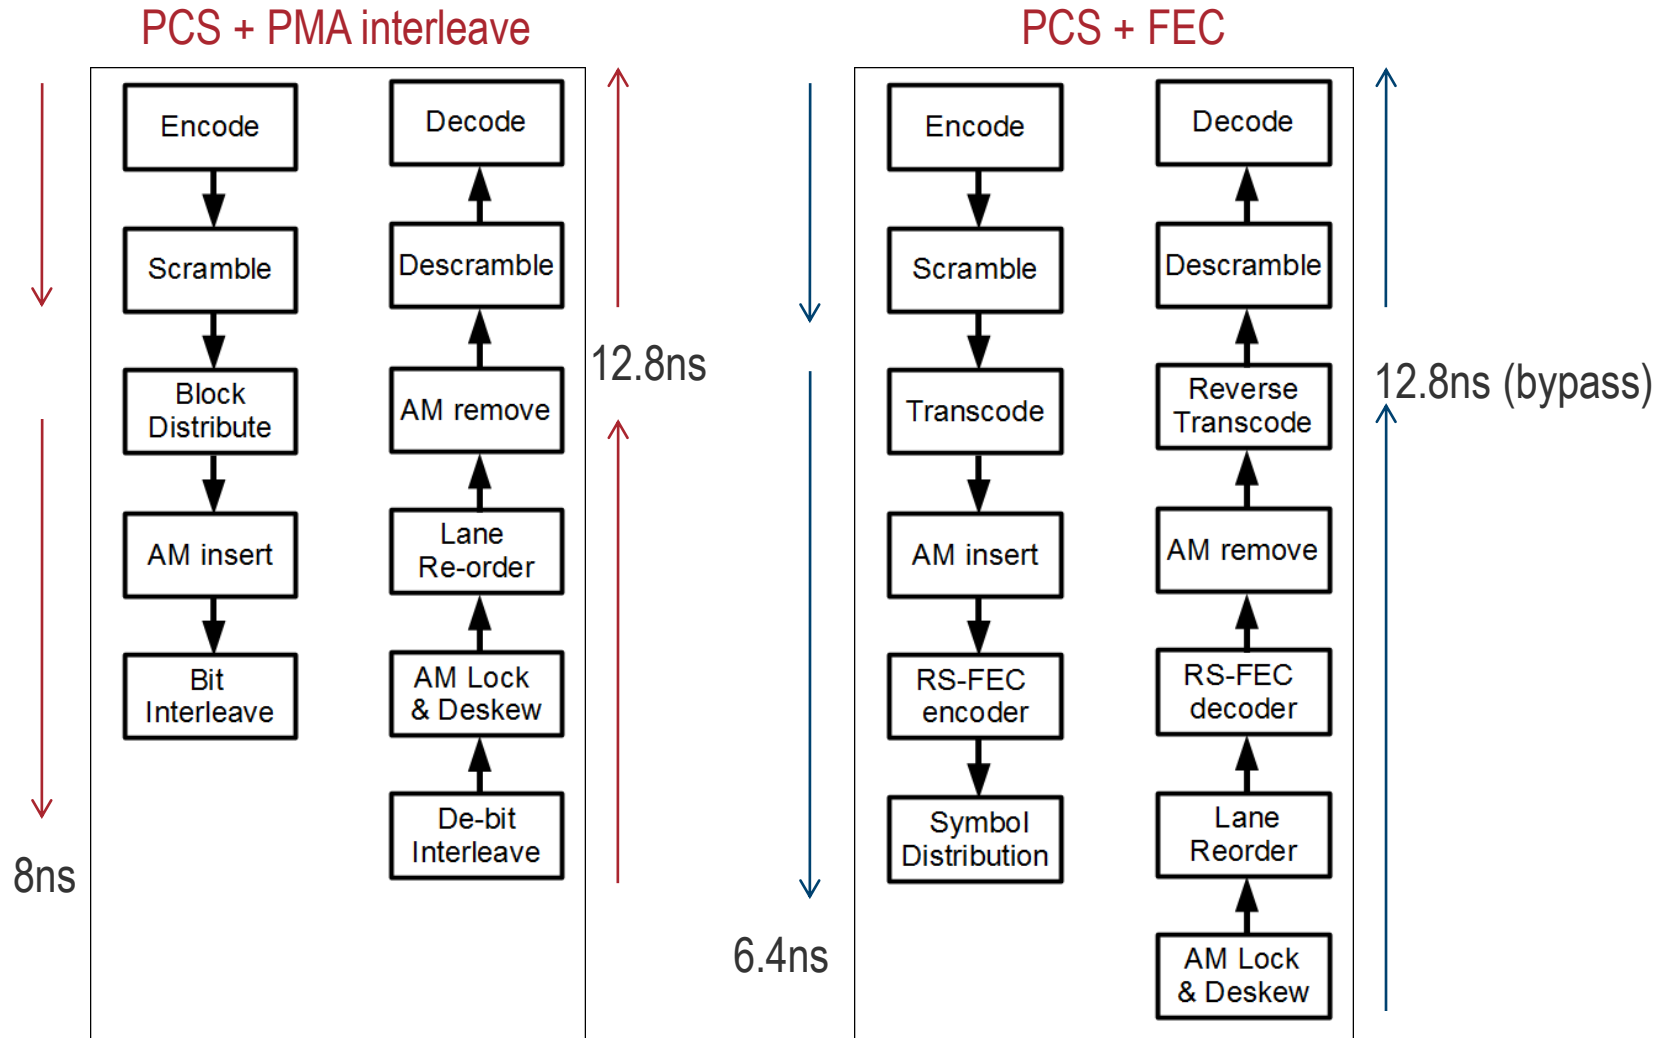 PCS + PMA interleave
Encode
Scramble
Block
Distribute
AM insert
Bit
Interleave
8ns
Decode
Descramble
AM remove
Lane
Re-order
AM Lock
& Deskew
De-bit
Interleave
12.8ns
PCS + FEC
Encode
Scramble
Transcode
AM insert
RS-FEC
encoder
Symbol
Distribution
6.4ns
Decode
Descramble
Reverse
Transcode
AM remove
RS-FEC
decoder
Lane
Reorder
AM Lock
& Deskew
12.8ns (bypass)